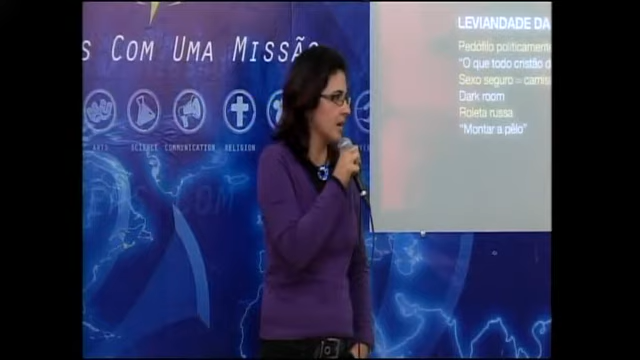 S COM UMA MISSÃO
ARTS SCIENCE COMMUNICATION RELIGION
LEVIANDADE DA
Pedófilo politicamente
"O que todo cristão d
Sexo seguro = camis
Dark room
Roleta russa
"Montar a pêlo"